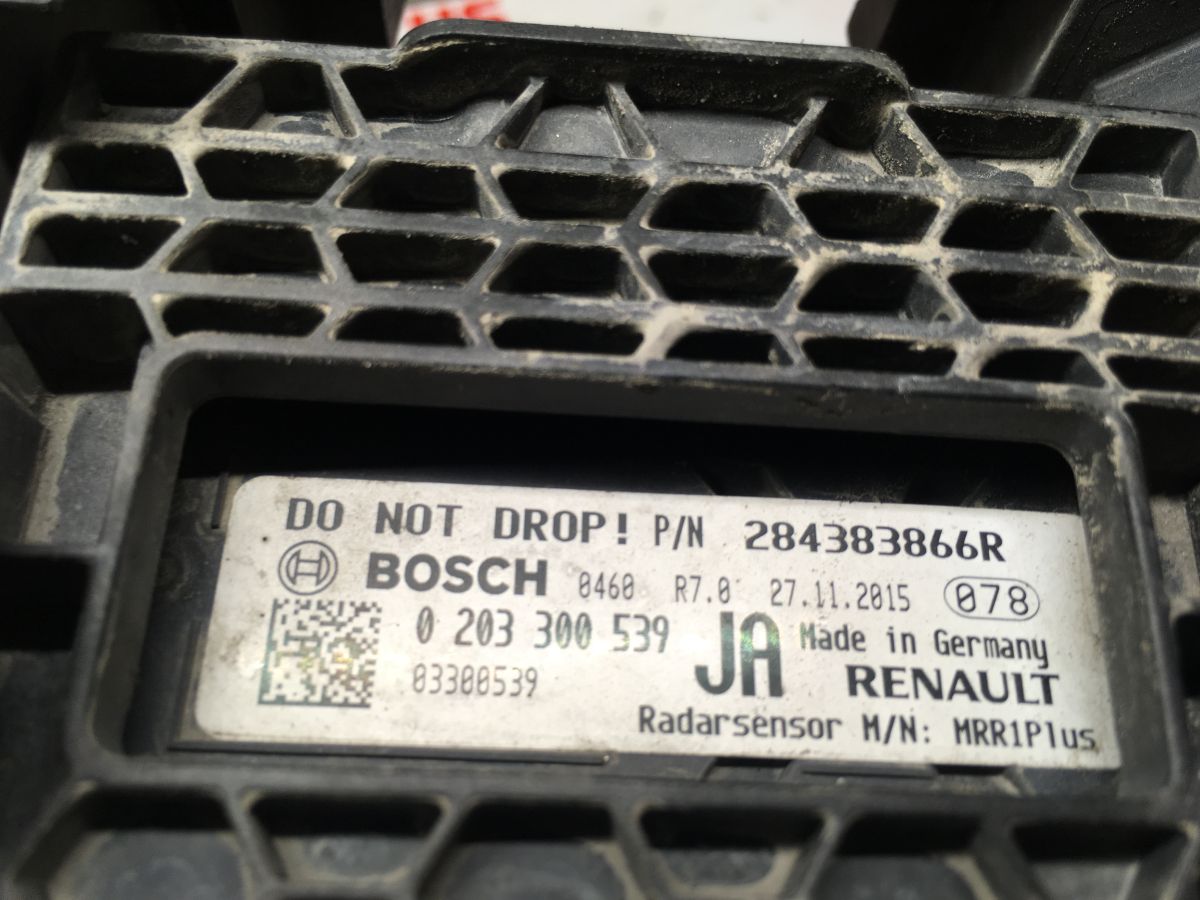 DO NOT DROP! P/N 284383866R
BOSCH 0460 R7.0 27.11.2015 078
0 203 300 539 JA Made in Germany
03300539 RENAULT
Radarsensor M/N: MRR1Plus